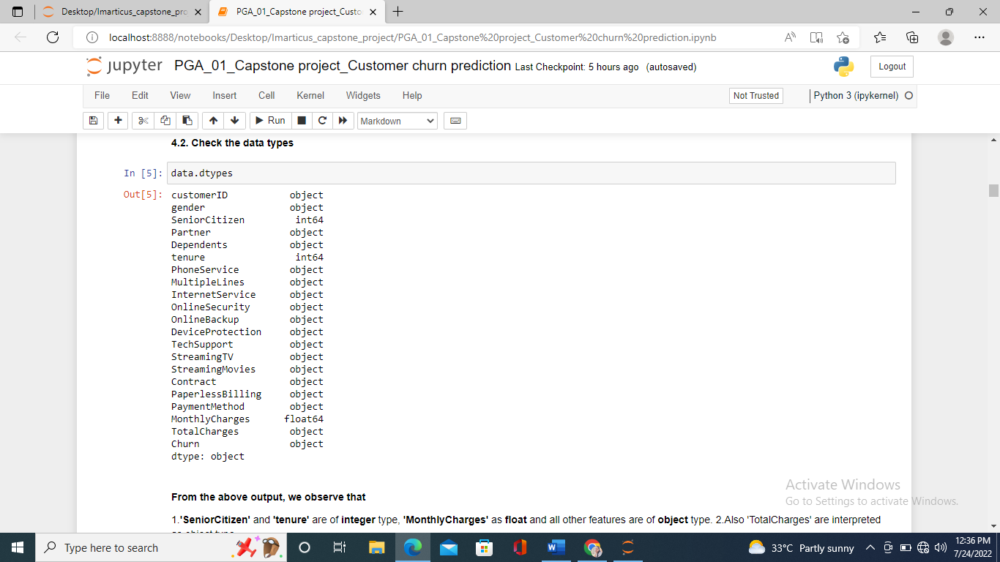 Desktop/Imarticus_capstone_pro
PGA_01_Capstone project_Custo
localhost:8888/notebooks/Desktop/Imarticus_capstone_project/PGA_01_Capstone%20project_Customer%20churn%20prediction.ipynb
jupyter PGA_01_Capstone project_Customer churn prediction Last Checkpoint: 5 hours ago (autosaved)
Logout
File Edit View Insert Cell Kernel Widgets Help Not Trusted Python 3 (ipykernel)
Run Markdown
4.2. Check the data types
In [5]: data.dtypes
Out[5]: customerID object
gender object
SeniorCitizen int64
Partner object
Dependents object
tenure int64
PhoneService object
MultipleLines object
InternetService object
OnlineSecurity object
OnlineBackup object
DeviceProtection object
TechSupport object
StreamingTV object
StreamingMovies object
Contract object
PaperlessBilling object
PaymentMethod object
MonthlyCharges float64
TotalCharges object
Churn object
dtype: object
From the above output, we observe that
1.'SeniorCitizen' and 'tenure' are of integer type, 'MonthlyCharges' as float and all other features are of object type. 2.Also 'TotalCharges' are interpreted
Activate Windows
Go to Settings to activate Windows.
Type here to search
33°C Partly sunny
12:36 PM
7/24/2022